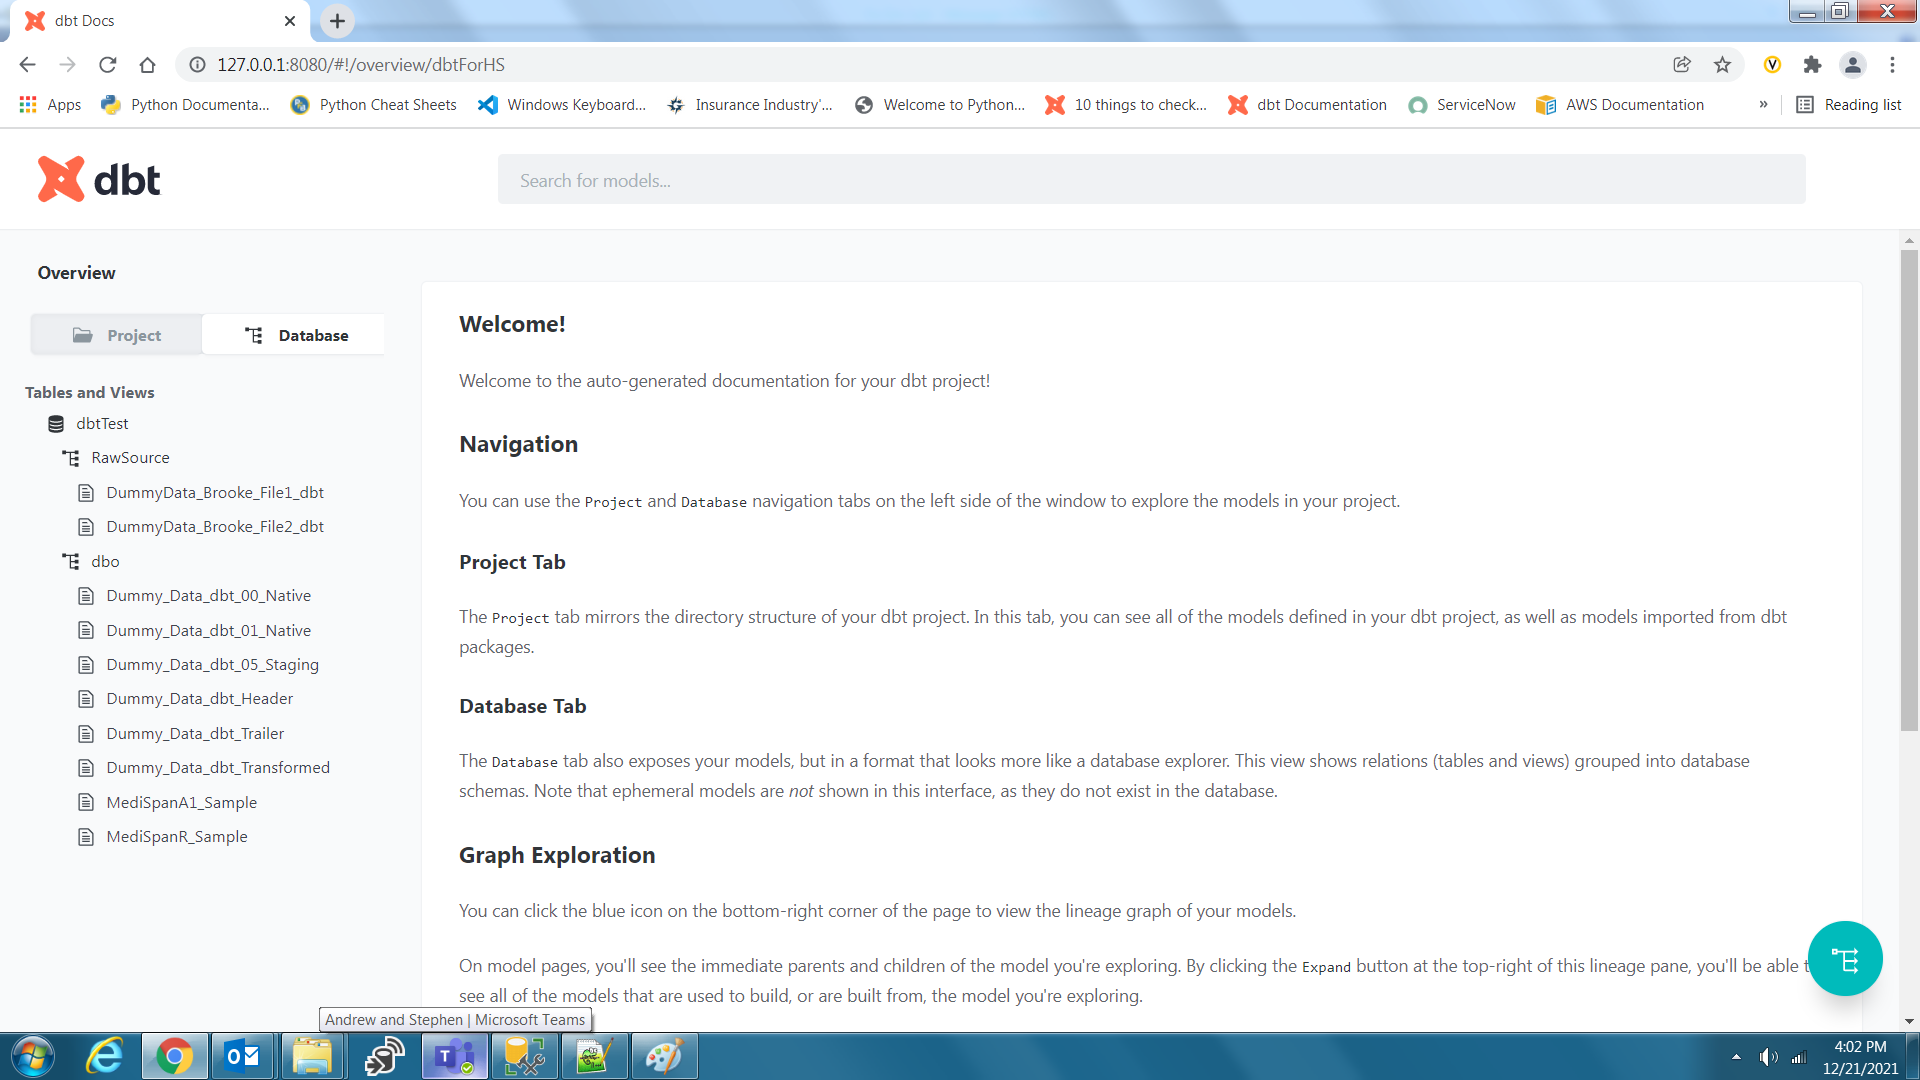 dbt Docs
127.0.0.1:8080/#!/overview/dbtForHS
Apps
Python Documenta...
Python Cheat Sheets
Windows Keyboard...
Insurance Industry'...
Welcome to Python...
10 things to check...
dbt Documentation
ServiceNow
AWS Documentation
»
Reading list
dbt
Search for models...
Overview
Project
Database
Tables and Views
dbtTest
RawSource
DummyData_Brooke_File1_dbt
DummyData_Brooke_File2_dbt
dbo
Dummy_Data_dbt_00_Native
Dummy_Data_dbt_01_Native
Dummy_Data_dbt_05_Staging
Dummy_Data_dbt_Header
Dummy_Data_dbt_Trailer
Dummy_Data_dbt_Transformed
MediSpanA1_Sample
MediSpanR_Sample
Welcome!
Welcome to the auto-generated documentation for your dbt project!
Navigation
You can use the Project and Database navigation tabs on the left side of the window to explore the models in your project.
Project Tab
The Project tab mirrors the directory structure of your dbt project. In this tab, you can see all of the models defined in your dbt project, as well as models imported from dbt
packages.
Database Tab
The Database tab also exposes your models, but in a format that looks more like a database explorer. This view shows relations (tables and views) grouped into database
schemas. Note that ephemeral models are not shown in this interface, as they do not exist in the database.
Graph Exploration
You can click the blue icon on the bottom-right corner of the page to view the lineage graph of your models.
On model pages, you'll see the immediate parents and children of the model you're exploring. By clicking the Expand button at the top-right of this lineage pane, you'll be able t
see all of the models that are used to build, or are built from, the model you're exploring.
Andrew and Stephen | Microsoft Teams
4:02 PM
12/21/2021